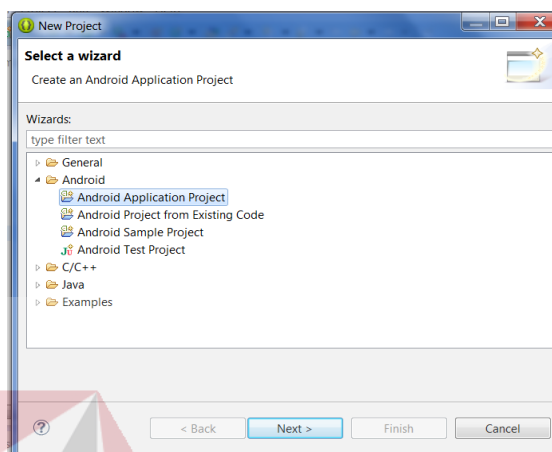 New Project
Select a wizard
Create an Android Application Project
Wizards:
type filter text
General
Android
Android Application Project
Android Project from Existing Code
Android Sample Project
Android Test Project
C/C++
Java
Examples
?
< Back
Next >
Finish
Cancel